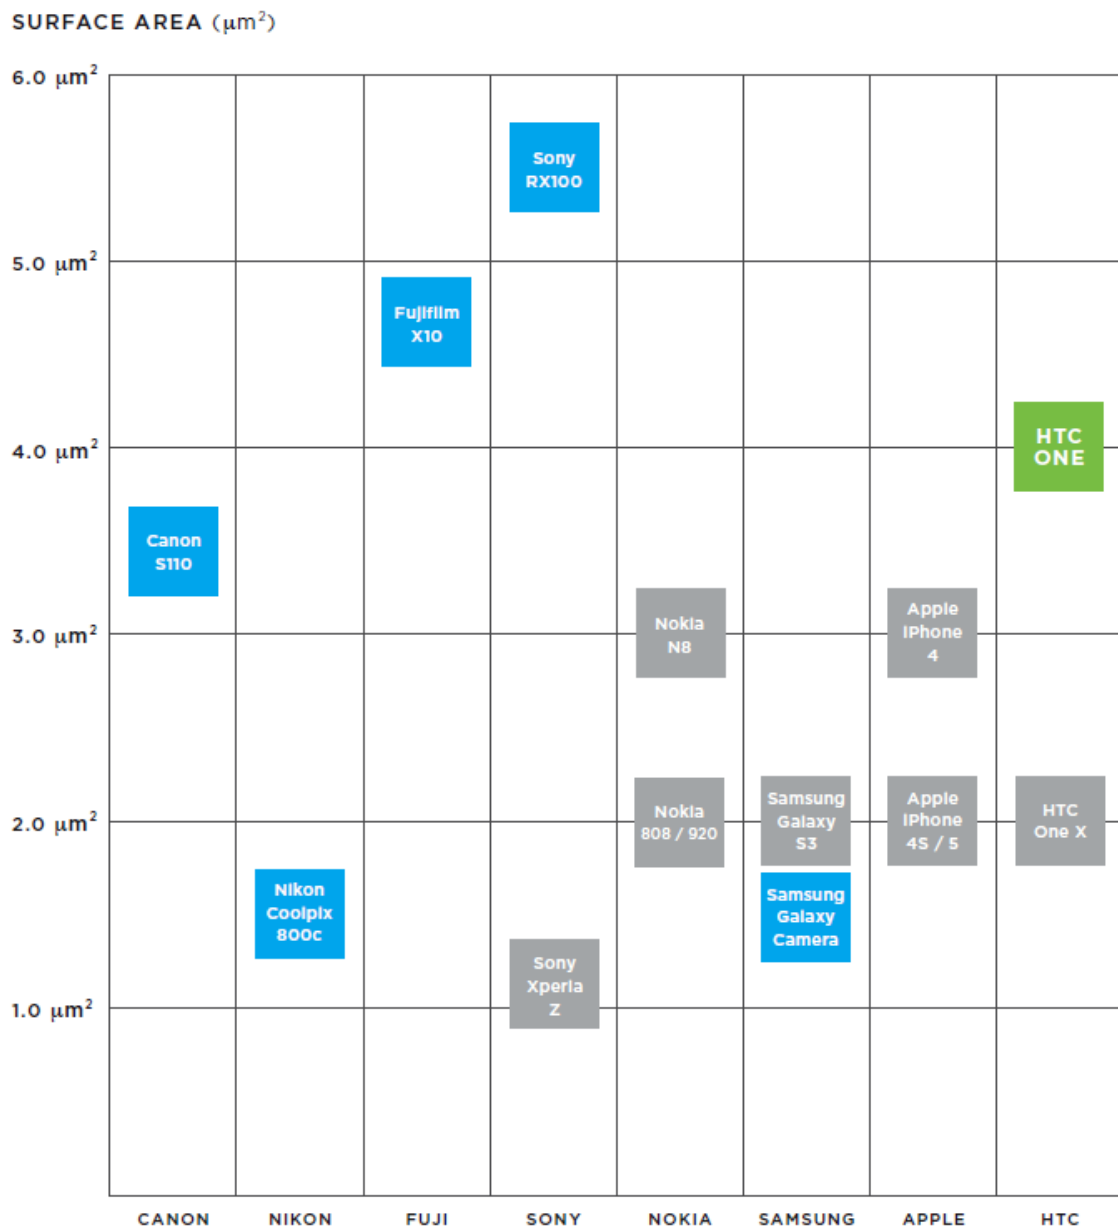 SURFACE AREA (μm²)
6.0 μm²
Sony
RX100
5.0 μm²
Fujifilm
X10
HTC
ONE
4.0 μm²
Canon
S110
Nokia
N8
Apple
iPhone
4
3.0 μm²
Nokia
808 / 920
Samsung
Galaxy
S3
Apple
iPhone
4S / 5
HTC
One X
2.0 μm²
Nikon
Coolpix
800c
Samsung
Galaxy
Camera
Sony
Xperia
Z
1.0 μm²
CANON NIKON FUJI SONY NOKIA SAMSUNG APPLE HTC